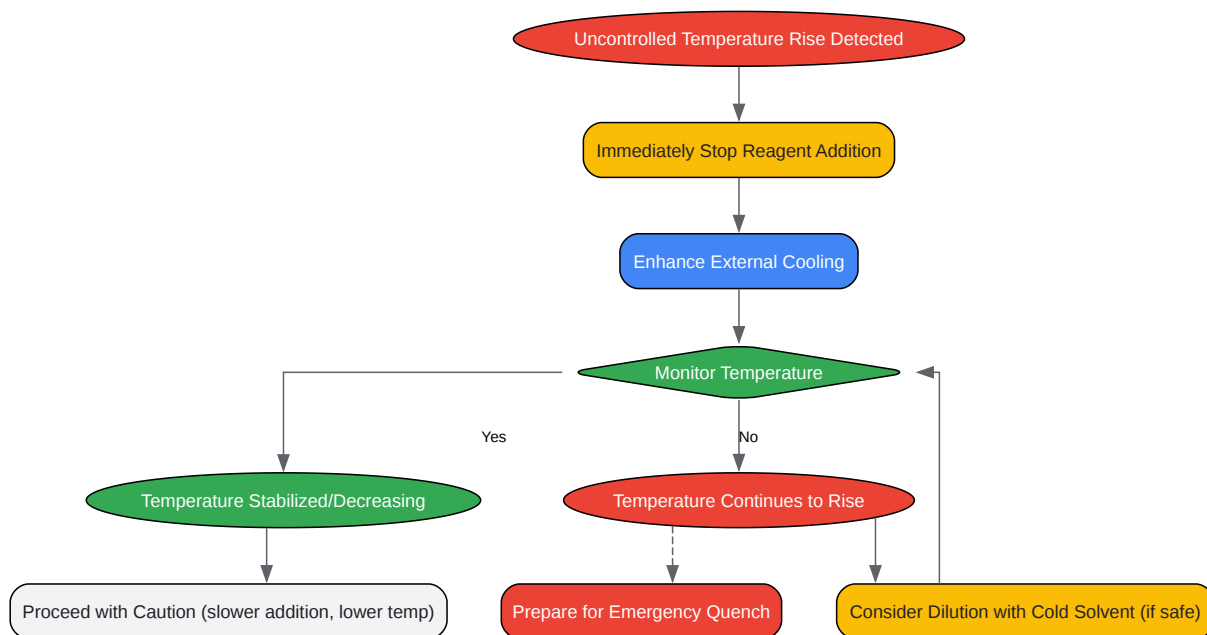 Uncontrolled Temperature Rise Detected
Immediately Stop Reagent Addition
Enhance External Cooling
Monitor Temperature
Yes
No
Temperature Stabilized/Decreasing
Temperature Continues to Rise
Proceed with Caution (slower addition, lower temp)
Prepare for Emergency Quench
Consider Dilution with Cold Solvent (if safe)